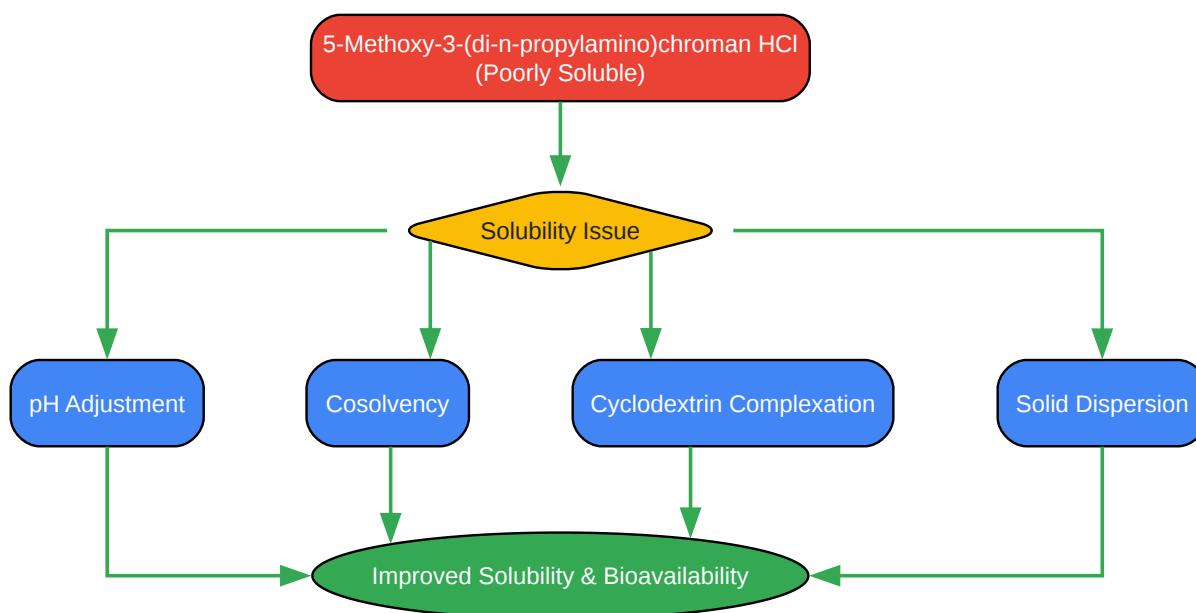 5-Methoxy-3-(di-n-propylamino)chroman HCl
(Poorly Soluble)
Solubility Issue
pH Adjustment
Cosolvency
Cyclodextrin Complexation
Solid Dispersion
Improved Solubility & Bioavailability